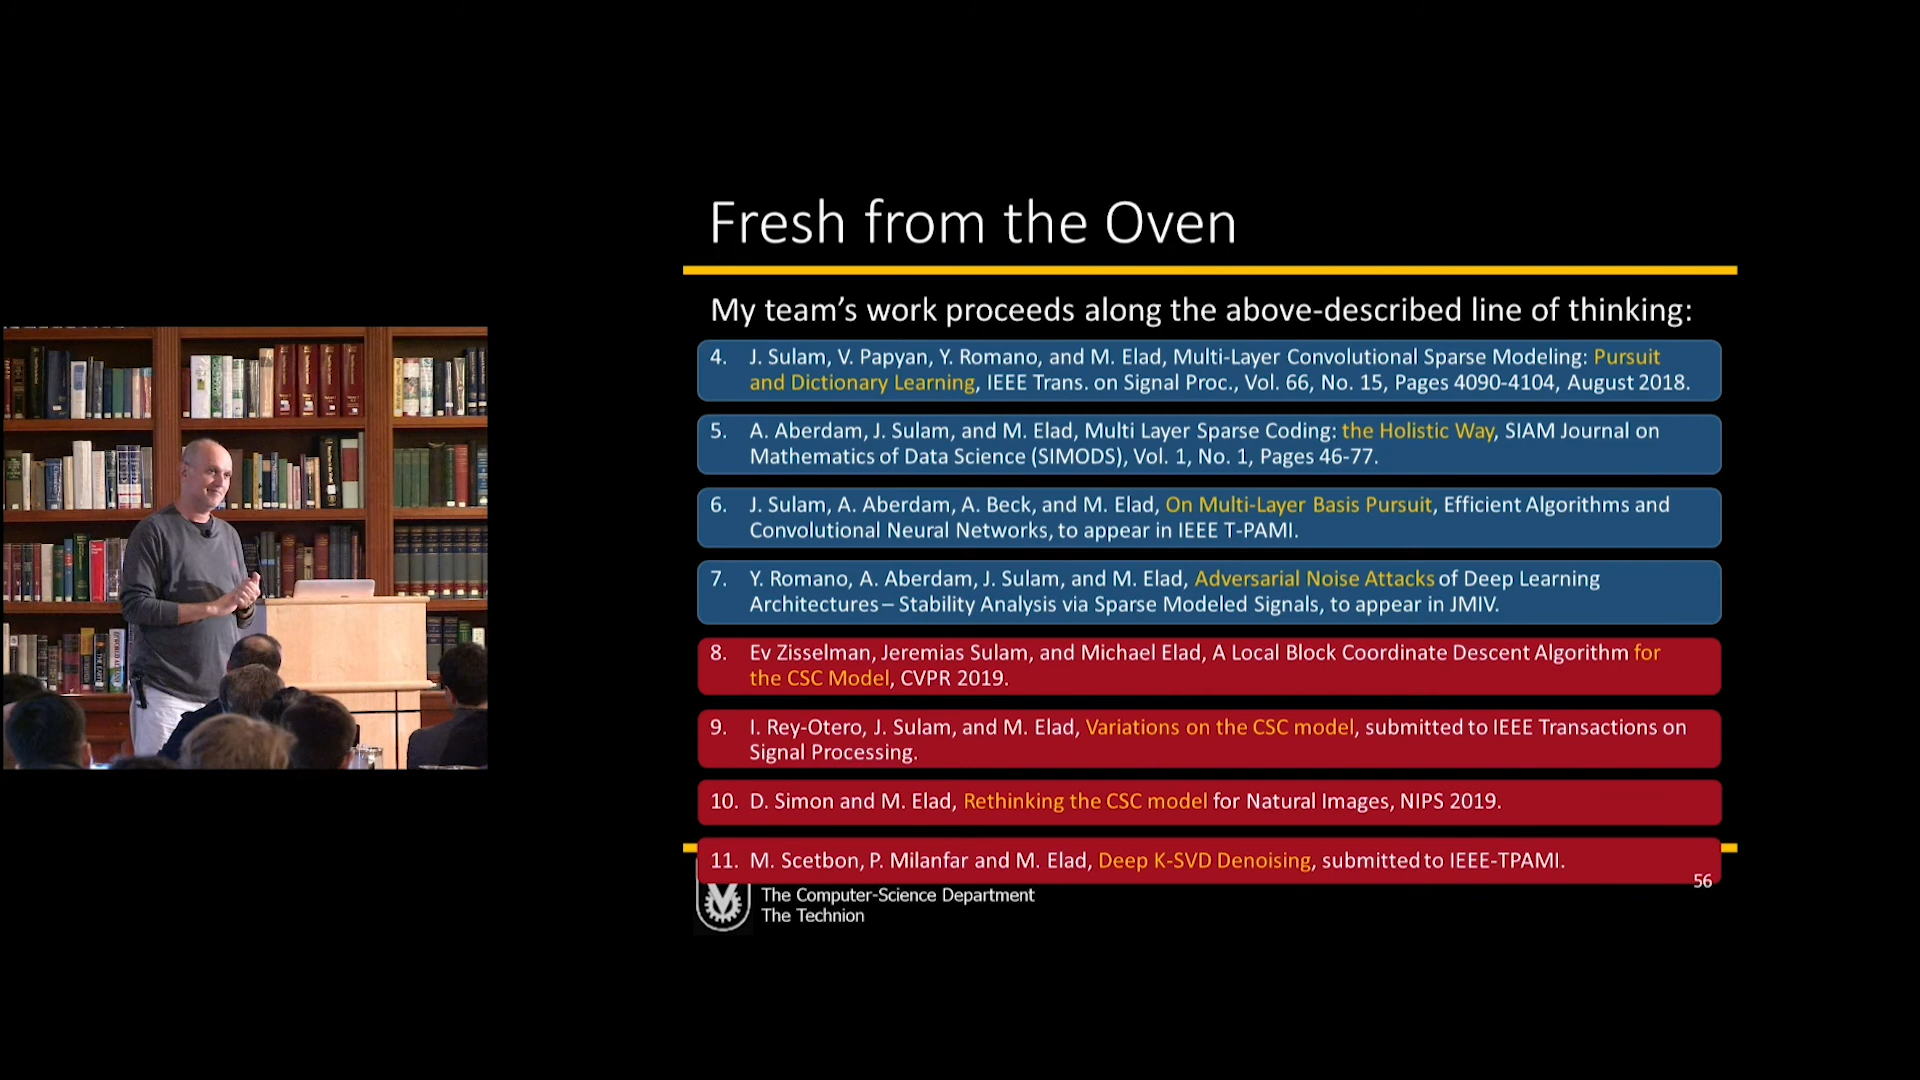 Fresh from the Oven
My team’s work proceeds along the above-described line of thinking:
4. J. Sulam, V. Papyan, Y. Romano, and M. Elad, Multi-Layer Convolutional Sparse Modeling: Pursuit
and Dictionary Learning, IEEE Trans. on Signal Proc., Vol. 66, No. 15, Pages 4090-4104, August 2018.
5. A. Aberdam, J. Sulam, and M. Elad, Multi Layer Sparse Coding: the Holistic Way, SIAM Journal on
Mathematics of Data Science (SIMODS), Vol. 1, No. 1, Pages 46-77.
6. J. Sulam, A. Aberdam, A. Beck, and M. Elad, On Multi-Layer Basis Pursuit, Efficient Algorithms and
Convolutional Neural Networks, to appear in IEEE T-PAMI.
7. Y. Romano, A. Aberdam, J. Sulam, and M. Elad, Adversarial Noise Attacks of Deep Learning
Architectures – Stability Analysis via Sparse Modeled Signals, to appear in JMIV.
8. Ev Zisselman, Jeremias Sulam, and Michael Elad, A Local Block Coordinate Descent Algorithm for
the CSC Model, CVPR 2019.
9. I. Rey-Otero, J. Sulam, and M. Elad, Variations on the CSC model, submitted to IEEE Transactions on
Signal Processing.
10. D. Simon and M. Elad, Rethinking the CSC model for Natural Images, NIPS 2019.
11. M. Scetbon, P. Milanfar and M. Elad, Deep K-SVD Denoising, submitted to IEEE-TPAMI.
56
The Computer-Science Department
The Technion